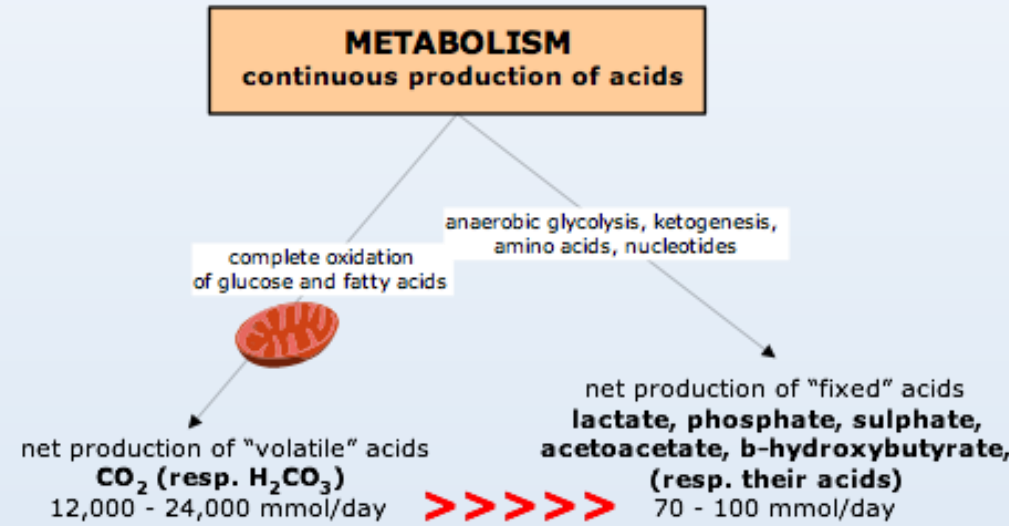 METABOLISM
continuous production of acids
anaerobic glycolysis, ketogenesis,
amino acids, nucleotides
complete oxidation
of glucose and fatty acids
net production of “fixed” acids
lactate, phosphate, sulphate,
acetoacetate, b-hydroxybutyrate,
(resp. their acids)
70 - 100 mmol/day
net production of “volatile” acids
CO₂ (resp. H₂CO₃)
12,000 - 24,000 mmol/day
>>>>>